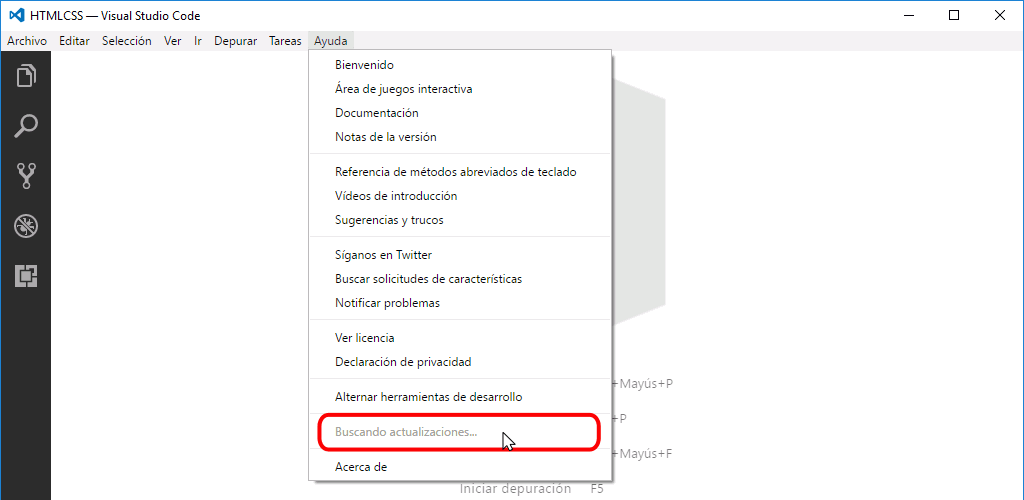 HTMLCSS — Visual Studio Code
Archivo Editar Selección Ver Ir Depurar Tareas Ayuda
Bienvenido
Área de juegos interactiva
Documentación
Notas de la versión
Referencia de métodos abreviados de teclado
Vídeos de introducción
Sugerencias y trucos
Síganos en Twitter
Buscar solicitudes de características
Notificar problemas
Ver licencia
Declaración de privacidad
Alternar herramientas de desarrollo
Buscando actualizaciones...
Acerca de
+Mayús+P
+P
+Mayús+F
Iniciar depuración F5